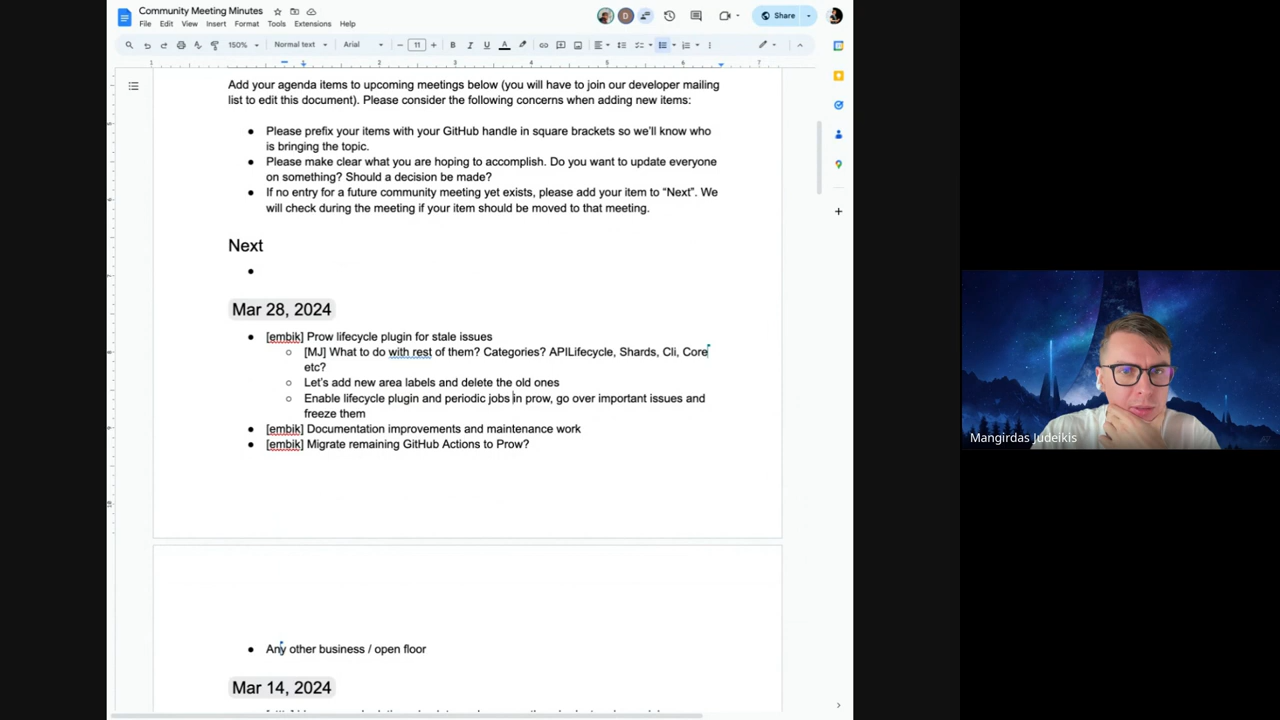 Community Meeting Minutes
File Edit View Insert Format Tools Extensions Help
D
Share
150% Normal text Arial − 11 + B I U A
1 1 2 3 4 5 6 7
Add your agenda items to upcoming meetings below (you will have to join our developer mailing
list to edit this document). Please consider the following concerns when adding new items:
● Please prefix your items with your GitHub handle in square brackets so we’ll know who
is bringing the topic.
● Please make clear what you are hoping to accomplish. Do you want to update everyone
on something? Should a decision be made?
● If no entry for a future community meeting yet exists, please add your item to “Next”. We
will check during the meeting if your item should be moved to that meeting.
Next
●
Mar 28, 2024
● [embik] Prow lifecycle plugin for stale issues
○ [MJ] What to do with rest of them? Categories? APILifecycle, Shards, Cli, Core
etc?
○ Let’s add new area labels and delete the old ones
○ Enable lifecycle plugin and periodic jobs in prow, go over important issues and
freeze them
● [embik] Documentation improvements and maintenance work
● [embik] Migrate remaining GitHub Actions to Prow?
● Any other business / open floor
Mar 14, 2024
Mangirdas Judeikis